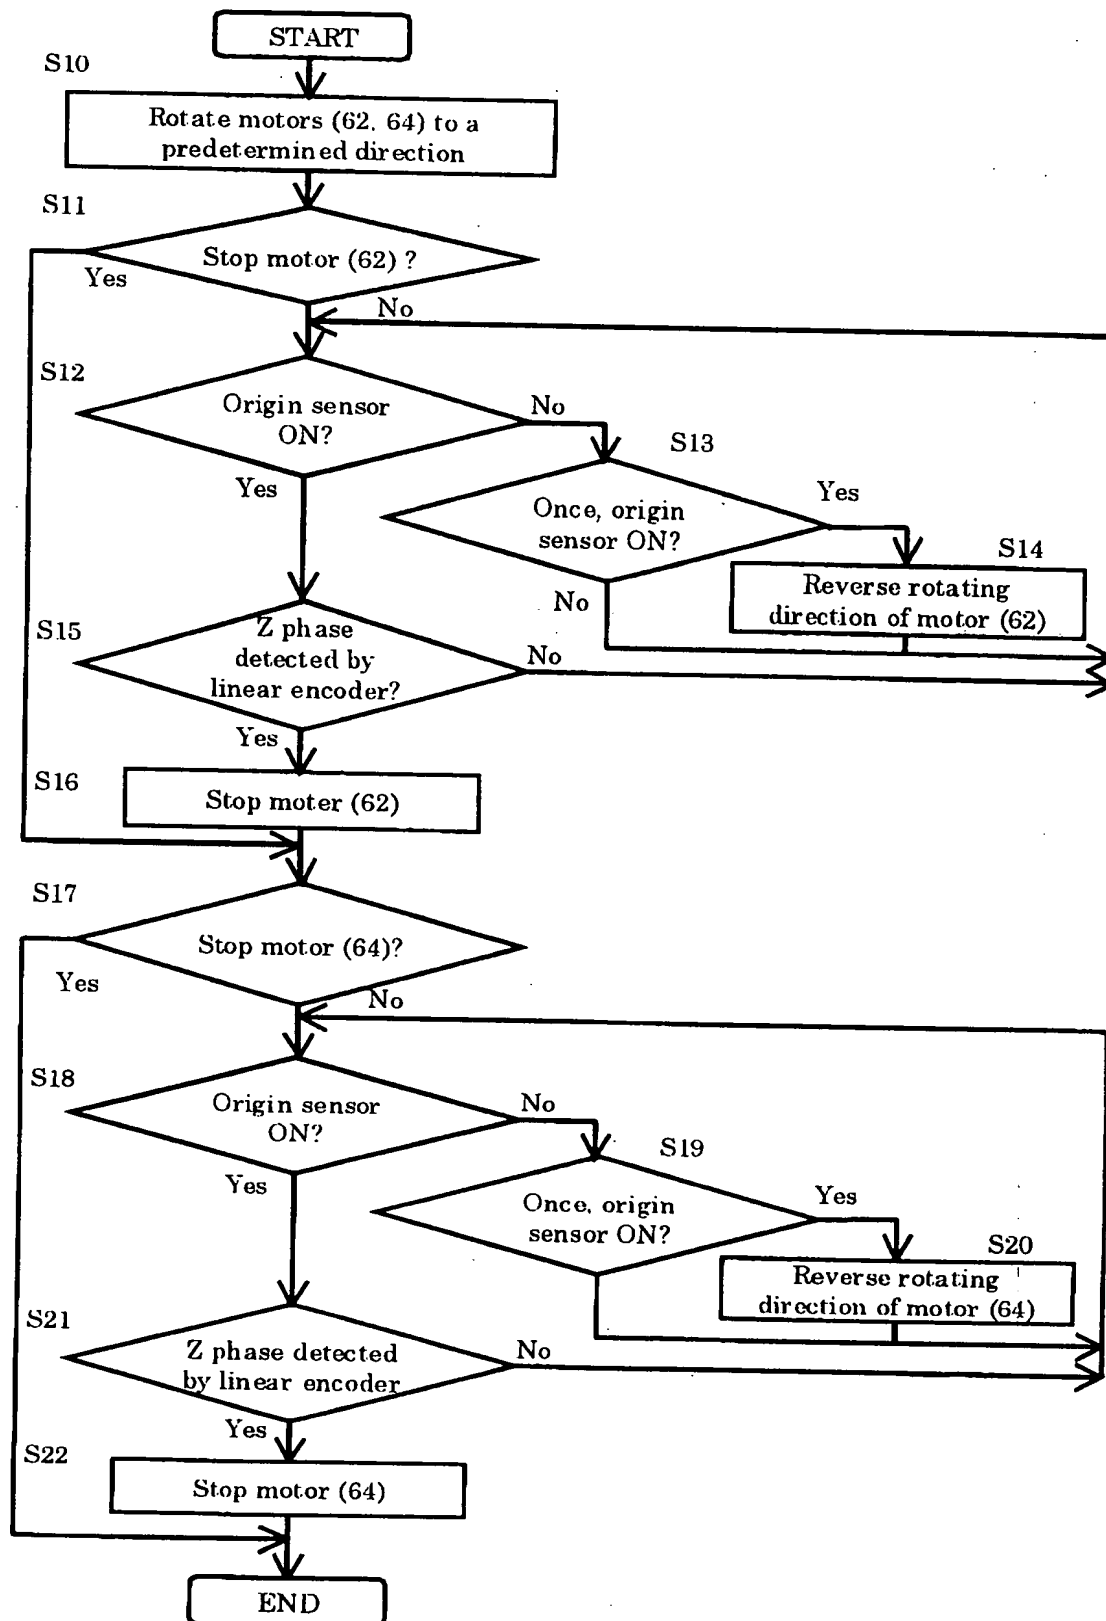 START
S10
Rotate motors (62, 64) to a
predetermined direction
S11
Stop motor (62) ?
Yes
No
S12
Origin sensor
ON?
No
Yes
S13
Once, origin
sensor ON?
Yes
No
S14
Reverse rotating
direction of motor (62)
S15
Z phase
detected by
linear encoder?
No
Yes
S16
Stop moter (62)
S17
Stop motor (64)?
Yes
No
S18
Origin sensor
ON?
No
Yes
S19
Once, origin
sensor ON?
Yes
S20
Reverse rotating
direction of motor (64)
S21
Z phase detected
by linear encoder
No
Yes
S22
Stop motor (64)
END